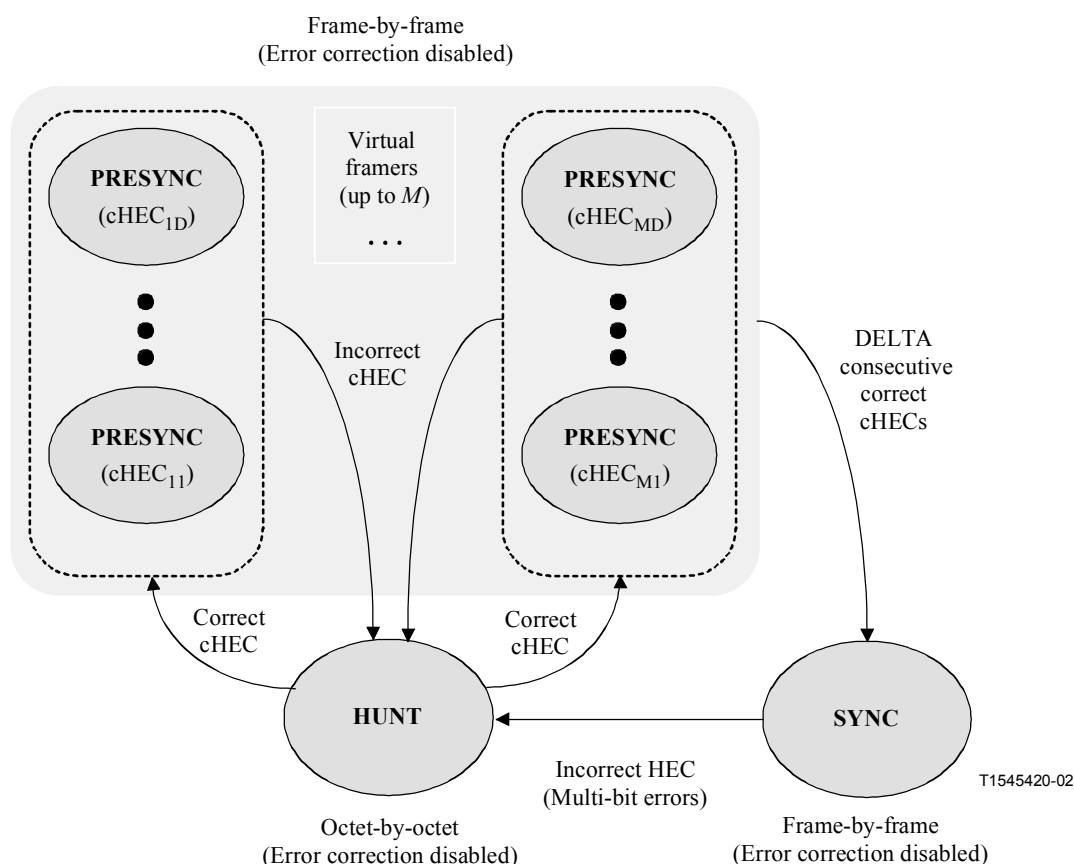 Frame-by-frame
(Error correction disabled)
Virtual
framers
(up to M)
. . .
PRESYNC
(cHEC1D)
PRESYNC
(cHECMD)
Incorrect
cHEC
DELTA
consecutive
correct
cHECs
PRESYNC
(cHEC11)
PRESYNC
(cHECM1)
Correct
cHEC
Correct
cHEC
HUNT
SYNC
Incorrect HEC
(Multi-bit errors)
T1545420-02
Octet-by-octet
(Error correction disabled)
Frame-by-frame
(Error correction disabled)